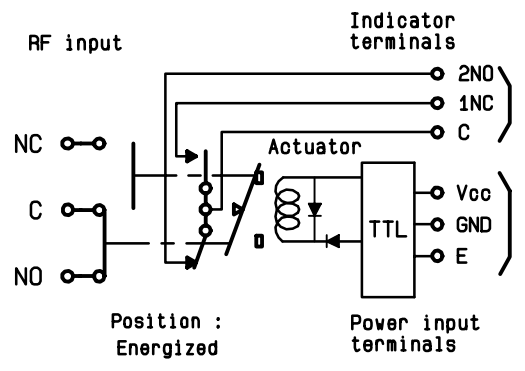 Indicator
terminals
RF input
2NO
1NC
C
Actuator
NC
C
NO
Vcc
GND
E
TTL
Position :
Energized
Power input
terminals